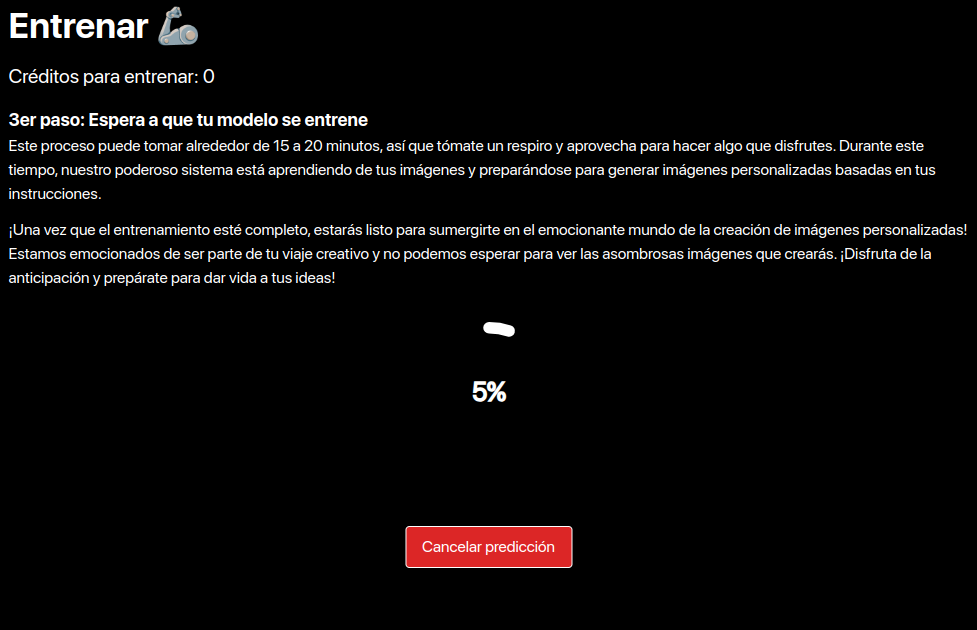 Entrenar 🦾
Créditos para entrenar: 0
3er paso: Espera a que tu modelo se entrene
Este proceso puede tomar alrededor de 15 a 20 minutos, así que tómate un respiro y aprovecha para hacer algo que disfrutes. Durante este
tiempo, nuestro poderoso sistema está aprendiendo de tus imágenes y preparándose para generar imágenes personalizadas basadas en tus
instrucciones.
¡Una vez que el entrenamiento esté completo, estarás listo para sumergirte en el emocionante mundo de la creación de imágenes personalizadas!
Estamos emocionados de ser parte de tu viaje creativo y no podemos esperar para ver las asombrosas imágenes que crearás. ¡Disfruta de la
anticipación y prepárate para dar vida a tus ideas!
5%
Cancelar predicción